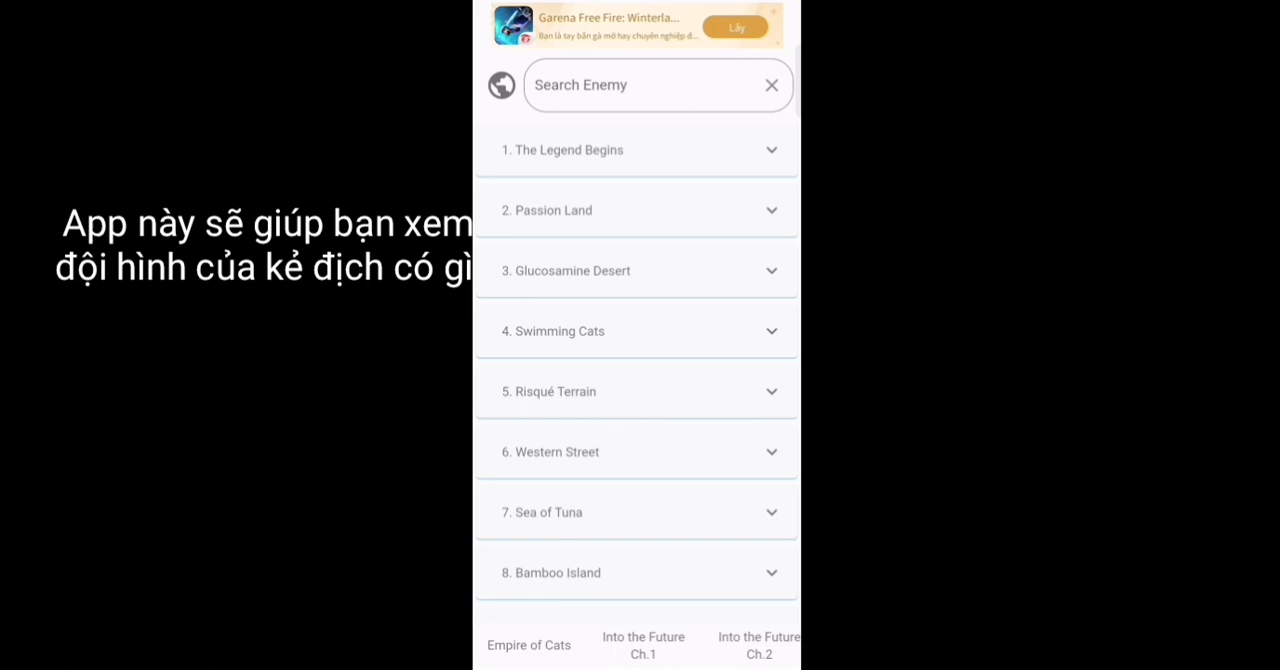 Garena Free Fire: Winterla...
Bạn là tay bắn gà mờ hay chuyên nghiệp đ...
Lấy
Search Enemy
1. The Legend Begins
2. Passion Land
App này sẽ giúp bạn xem
đội hình của kẻ địch có gì
3. Glucosamine Desert
4. Swimming Cats
5. Risqué Terrain
6. Western Street
7. Sea of Tuna
8. Bamboo Island
Empire of Cats
Into the Future
Ch.1
Into the Future
Ch.2